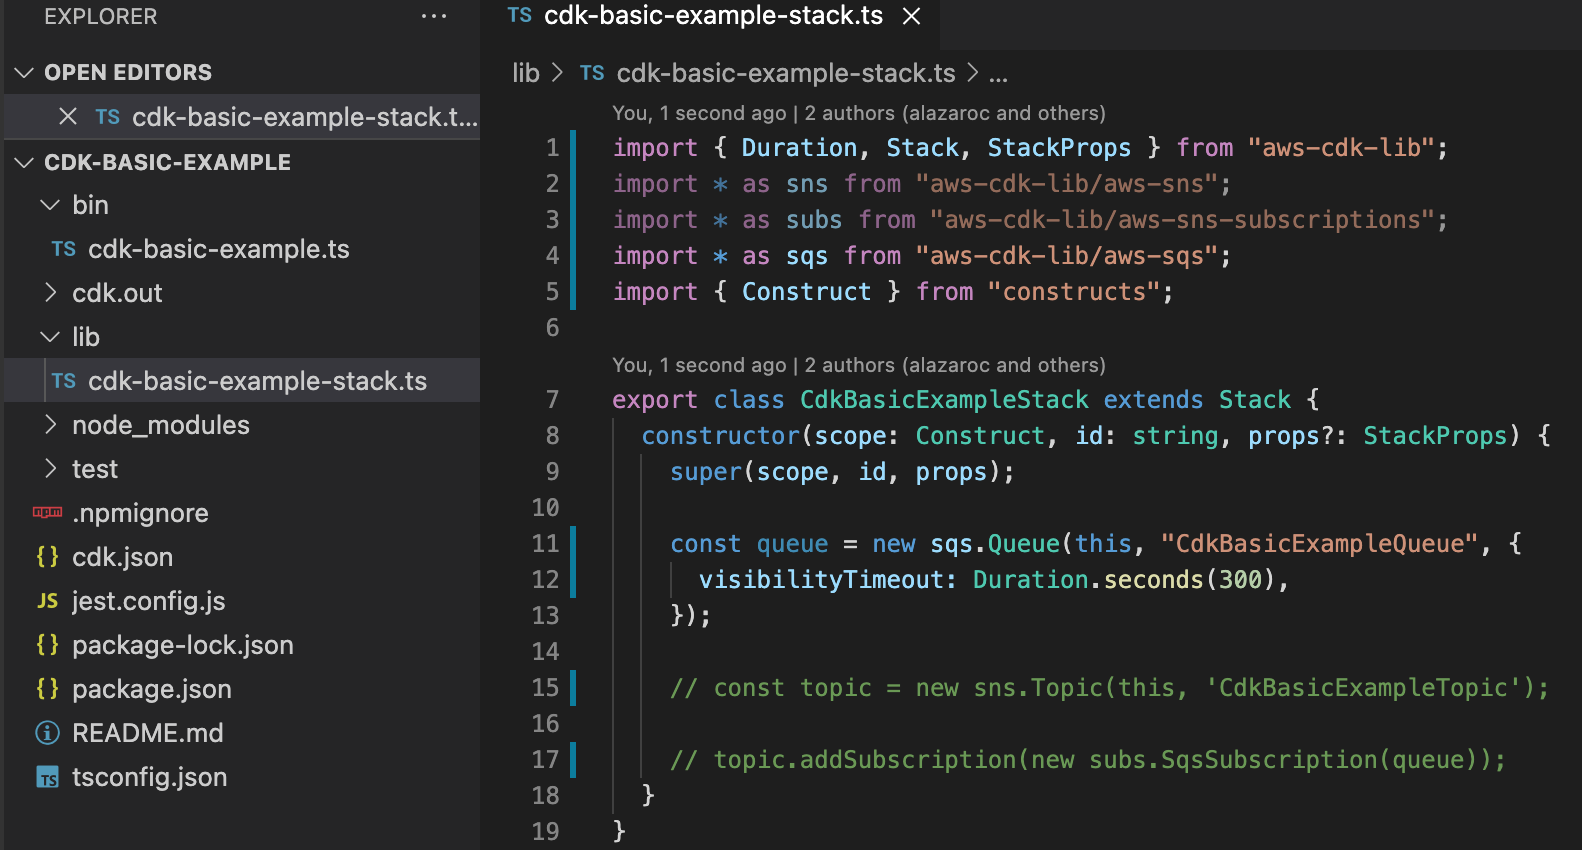 EXPLORER
OPEN EDITORS
TS cdk-basic-example-stack.t...
CDK-BASIC-EXAMPLE
bin
TS cdk-basic-example.ts
cdk.out
lib
TS cdk-basic-example-stack.ts
node_modules
test
npm .npmignore
{} cdk.json
JS jest.config.js
{} package-lock.json
{} package.json
README.md
TS tsconfig.json
TS cdk-basic-example-stack.ts
lib > TS cdk-basic-example-stack.ts > ...
You, 1 second ago | 2 authors (alazaroc and others)
1 import { Duration, Stack, StackProps } from "aws-cdk-lib";
2 import * as sns from "aws-cdk-lib/aws-sns";
3 import * as subs from "aws-cdk-lib/aws-sns-subscriptions";
4 import * as sqs from "aws-cdk-lib/aws-sqs";
5 import { Construct } from "constructs";
6
You, 1 second ago | 2 authors (alazaroc and others)
7 export class CdkBasicExampleStack extends Stack {
8 constructor(scope: Construct, id: string, props?: StackProps) {
9 super(scope, id, props);
10
11 const queue = new sqs.Queue(this, "CdkBasicExampleQueue", {
12 visibilityTimeout: Duration.seconds(300),
13 });
14
15 // const topic = new sns.Topic(this, 'CdkBasicExampleTopic');
16
17 // topic.addSubscription(new subs.SqsSubscription(queue));
18 }
19 }